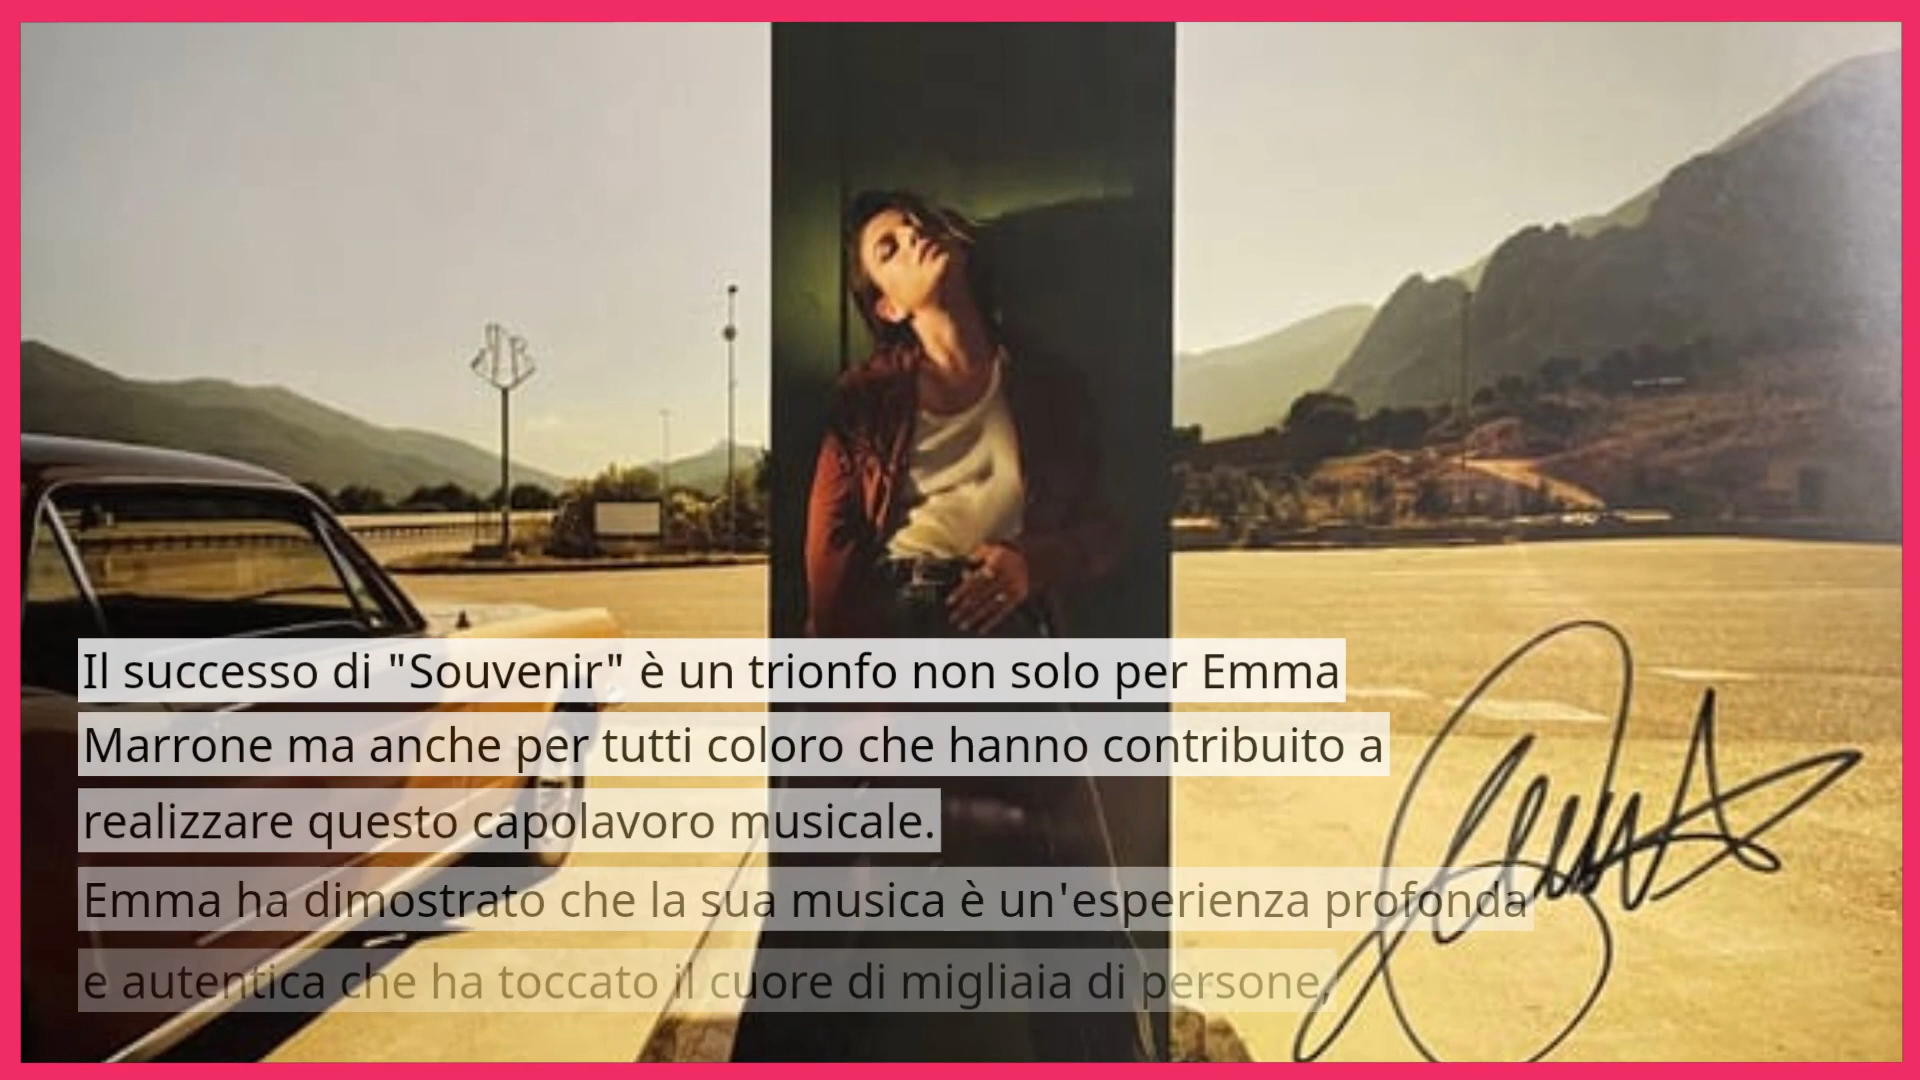 Il successo di "Souvenir" è un trionfo non solo per Emma
Marrone ma anche per tutti coloro che hanno contribuito a
realizzare questo capolavoro musicale.
Emma ha dimostrato che la sua musica è un'esperienza profonda
e autentica che ha toccato il cuore di migliaia di persone,